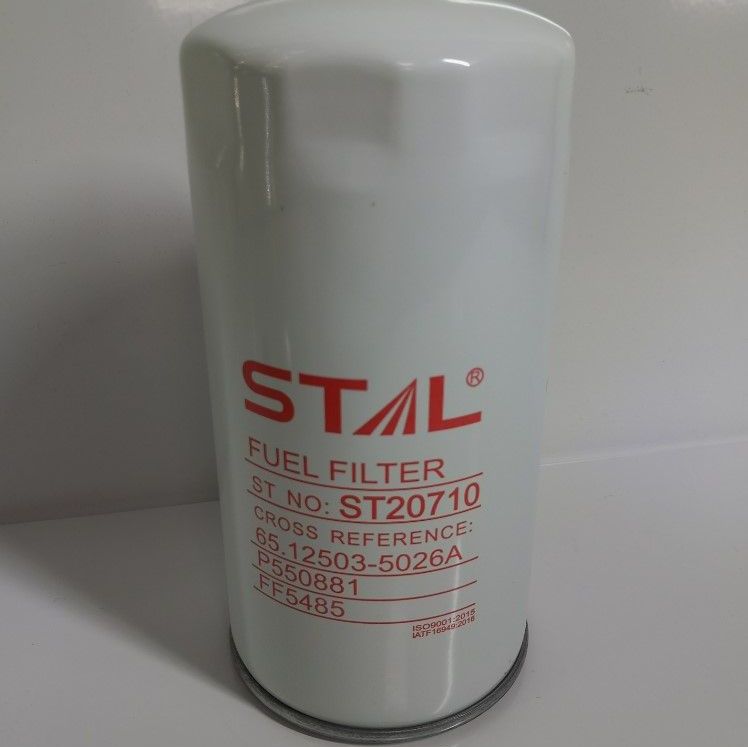 STAL®
FUEL FILTER
ST NO: ST20710
CROSS REFERENCE:
65.12503-5026A
P550881
FF5485
ISO9001:2015
IATF16949:2016